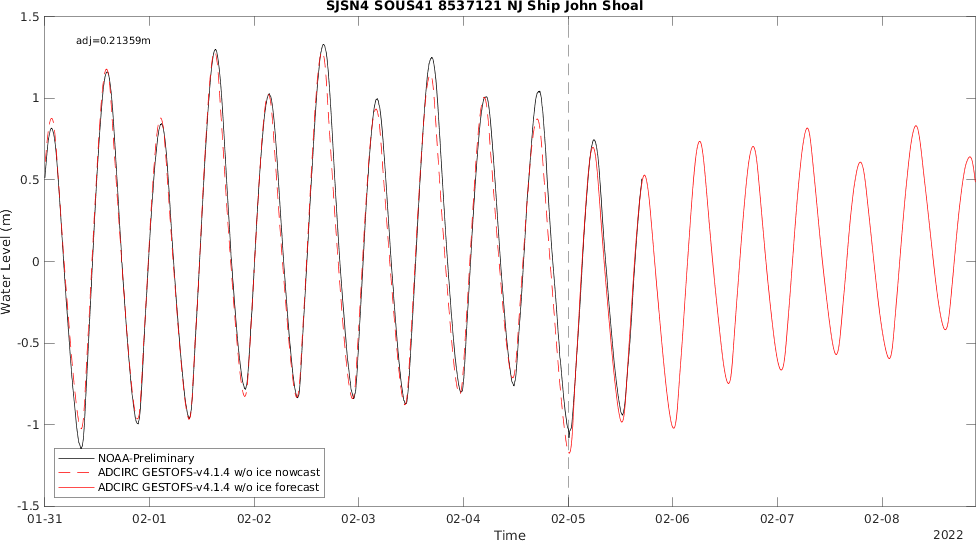 SJSN4 SOUS41 8537121 NJ Ship John Shoal
1.5
adj=0.21359m
1
0.5
0
-0.5
-1
-1.5
Water Level (m)
NOAA-Preliminary
ADCIRC GESTOFS-v4.1.4 w/o ice nowcast
ADCIRC GESTOFS-v4.1.4 w/o ice forecast
01-31 02-01 02-02 02-03 02-04 02-05 02-06 02-07 02-08
Time
2022